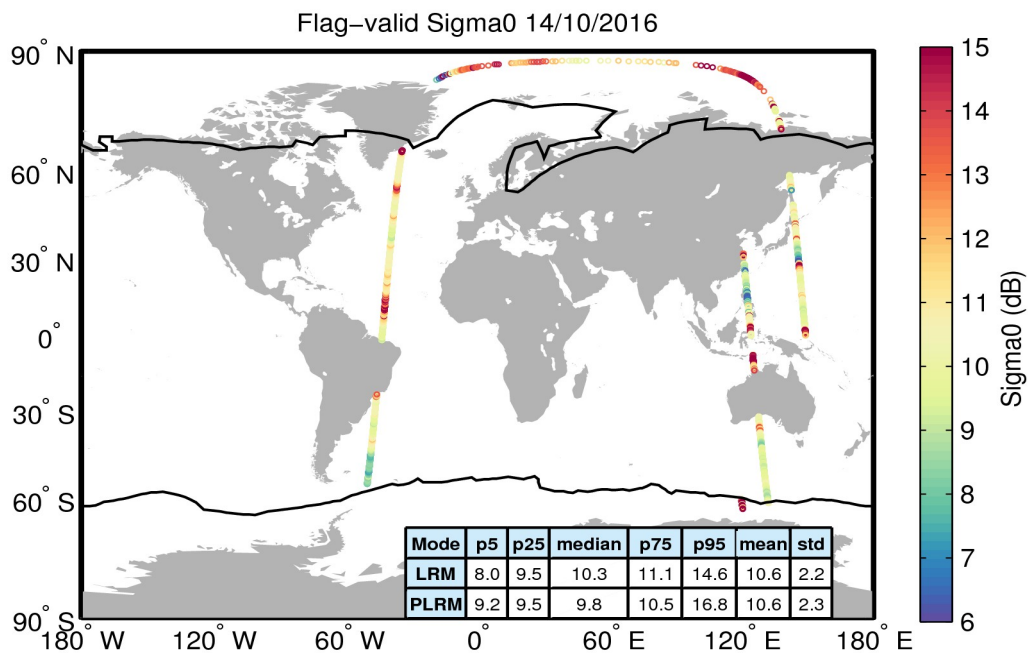 Flag−valid Sigma0 14/10/2016
90° N
60° N
30° N
0°
30° S
60° S
90° S
180° W
120° W
60° W
0°
60° E
120° E
180° E
15
14
13
12
11
10
9
8
7
6
Sigma0 (dB)
Mode p5 p25 median p75 p95 mean std
LRM 8.0 9.5 10.3 11.1 14.6 10.6 2.2
PLRM 9.2 9.5 9.8 10.5 16.8 10.6 2.3